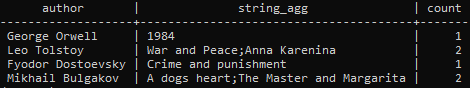 author | string_agg | count
George Orwell | 1984 | 1
Leo Tolstoy | War and Peace;Anna Karenina | 2
Fyodor Dostoevsky | Crime and punishment | 1
Mikhail Bulgakov | A dogs heart;The Master and Margarita | 2